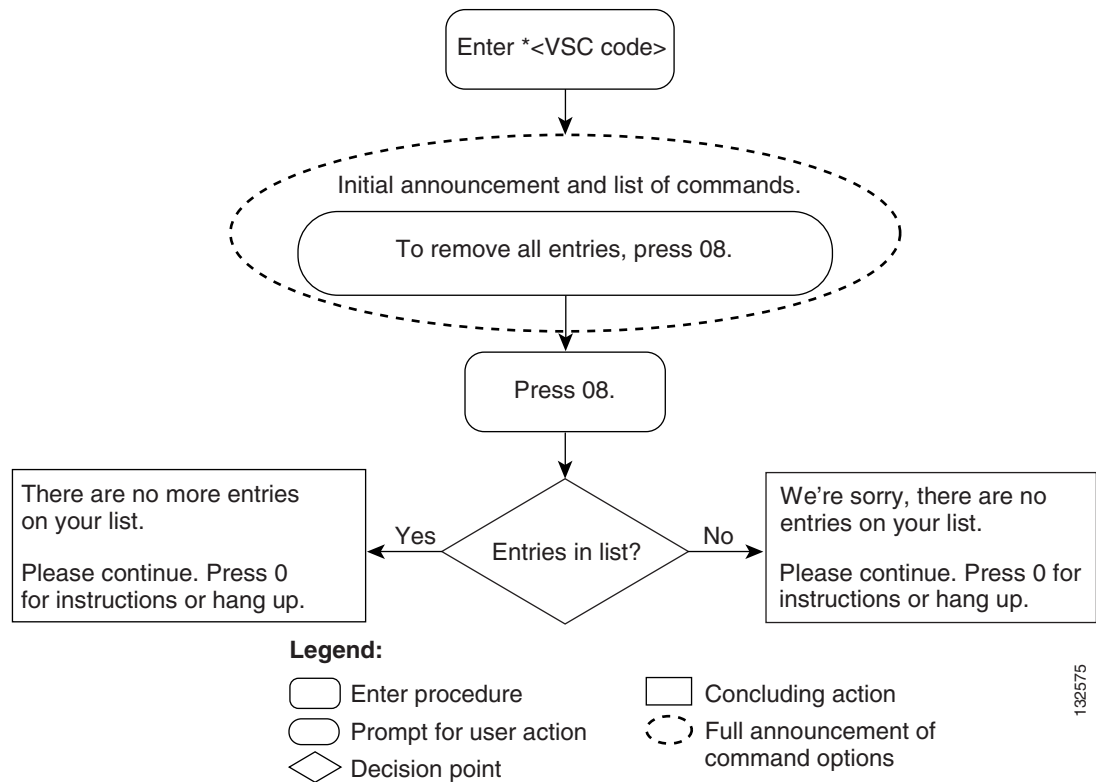 Enter *<VSC code>
Initial announcement and list of commands.
To remove all entries, press 08.
Press 08.
There are no more entries
on your list.
Please continue. Press 0
for instructions or hang up.
Yes
Entries in list?
No
We're sorry, there are no
entries on your list.
Please continue. Press 0 for
instructions or hang up.
Legend:
Enter procedure
Prompt for user action
Decision point
Concluding action
Full announcement of
command options
132575